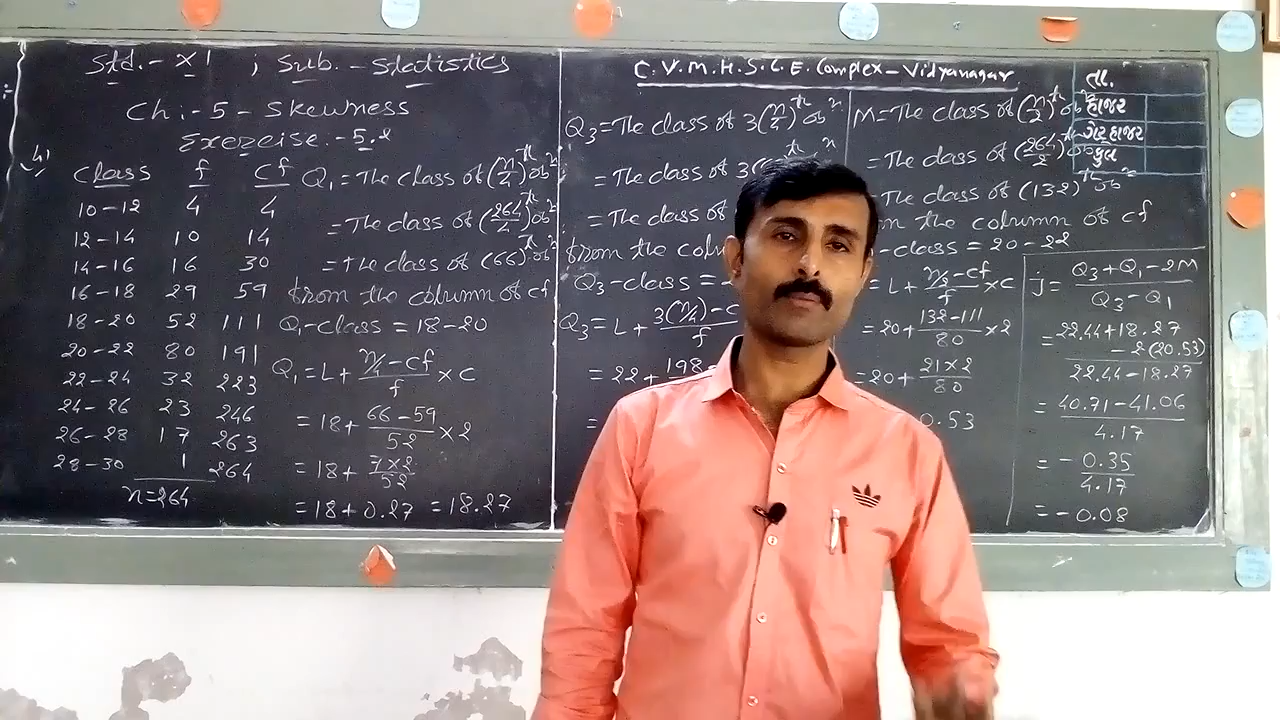 Std.- XI ; Sub. - Statistics
Ch:-5 - Skewness
Exercise.-5.2
4)
Class f cf
10-12 4 4
12-14 10 14
14-16 16 30
16-18 29 59
18-20 52 111
20-22 80 191
22-24 32 223
24-26 23 246
26-28 17 263
28-30 1 264
n=264
Q₁=The class of (n/4)ᵗʰ obⁿ
=The class of (264/4)ᵗʰ obⁿ
=the class of (66)ᵗʰ obⁿ
from the column of cf
Q₁-class = 18-20
Q₁=L+ (n/4-cf)/f ×c
=18+ (66-59)/52 ×2
=18+ (7×2)/52
=18+0.27 =18.27
C.V.M.H.S.C.E. Complex-Vidyanagar
Q₃=The class of 3(n/4)ᵗʰ obⁿ
=The class of 3(
=The class of
from the
Q₃-class =
Q₃=L+ 3(n/4)-c /f
=22+ 198-
=
M=The class of (n/2)ᵗʰ ob
=The class of (264/2)ᵗʰ ob
The class of (132)ᵗʰ obⁿ
the column of cf
-class=20-22
=L+ (n/2-cf)/f ×c
=20+ (132-111)/80 ×2
=20+ (21×2)/80
0.53
j= (Q₃+Q₁-2M)/(Q₃-Q₁)
= (22.44+18.27 -2(20.53))/(22.44-18.27)
= (40.71-41.06)/4.17
= -0.35/4.17
=-0.08
તા.
હાજર
ગેરહાજર
કુલ